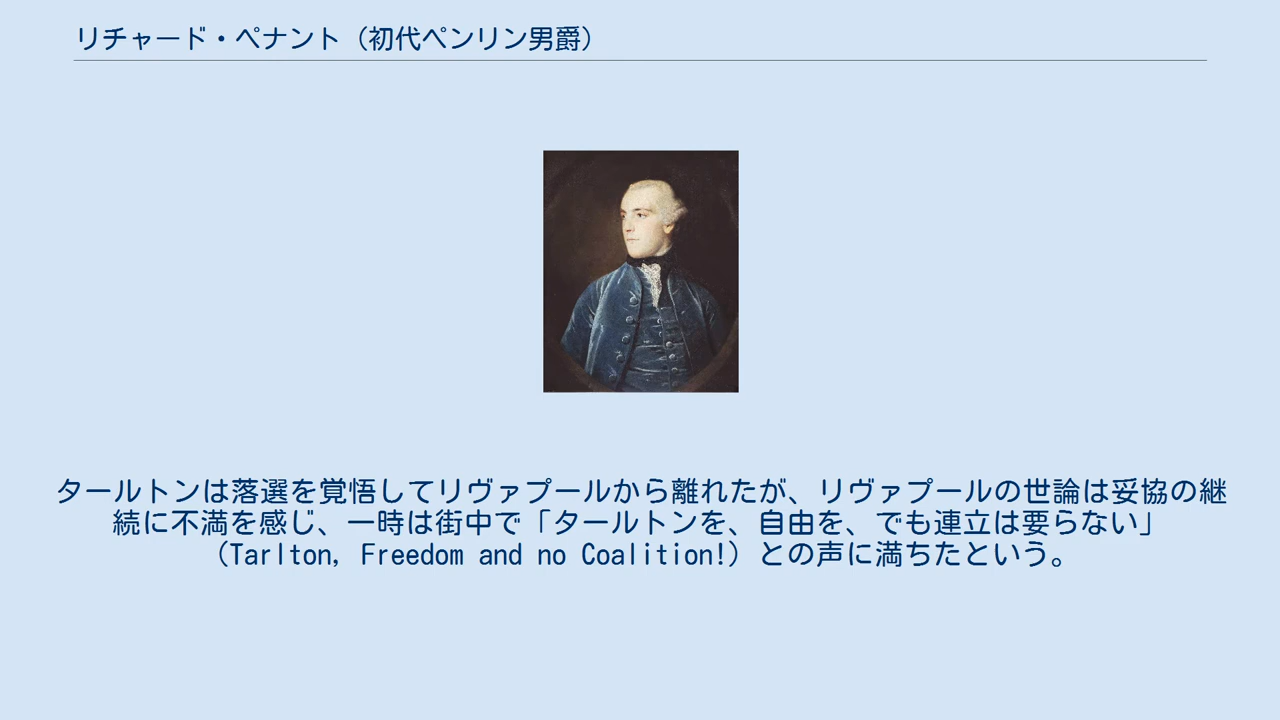 リチャード・ペナント（初代ペンリン男爵）
タールトンは落選を覚悟してリヴァプールから離れたが、リヴァプールの世論は妥協の継
続に不満を感じ、一時は街中で「タールトンを、自由を、でも連立は要らない」
（Tarlton, Freedom and no Coalition!）との声に満ちたという。